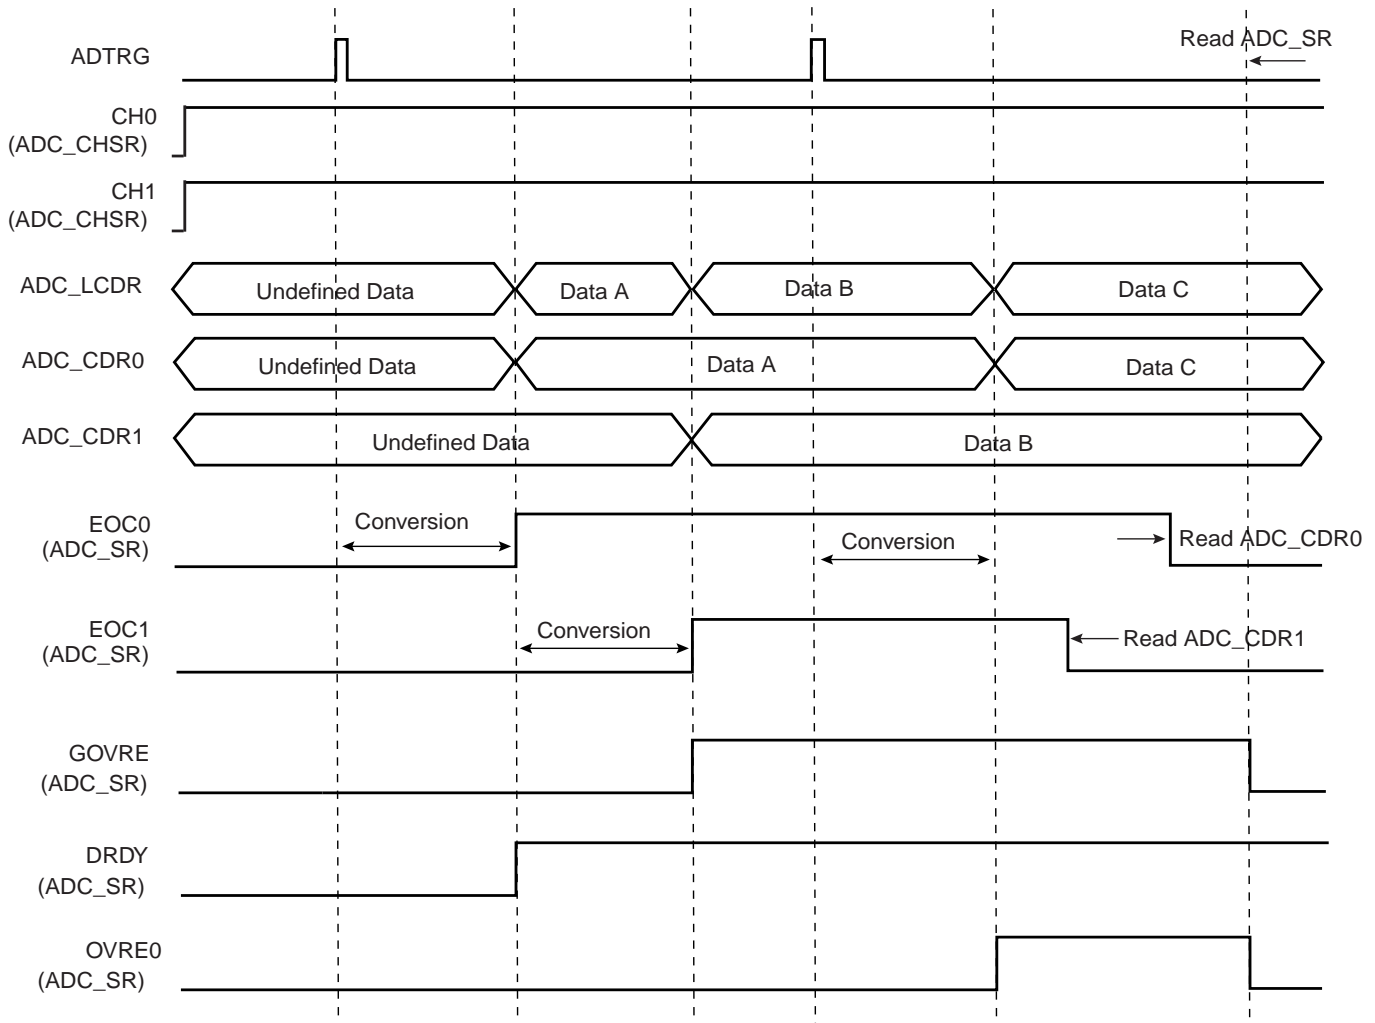 ADTRG
Read ADC_SR
CH0
(ADC_CHSR)
CH1
(ADC_CHSR)
ADC_LCDR
Undefined Data
Data A
Data B
Data C
ADC_CDR0
Undefined Data
Data A
Data C
ADC_CDR1
Undefined Data
Data B
EOC0
(ADC_SR)
Conversion
Conversion
Read ADC_CDR0
EOC1
(ADC_SR)
Conversion
Read ADC_CDR1
GOVRE
(ADC_SR)
DRDY
(ADC_SR)
OVRE0
(ADC_SR)